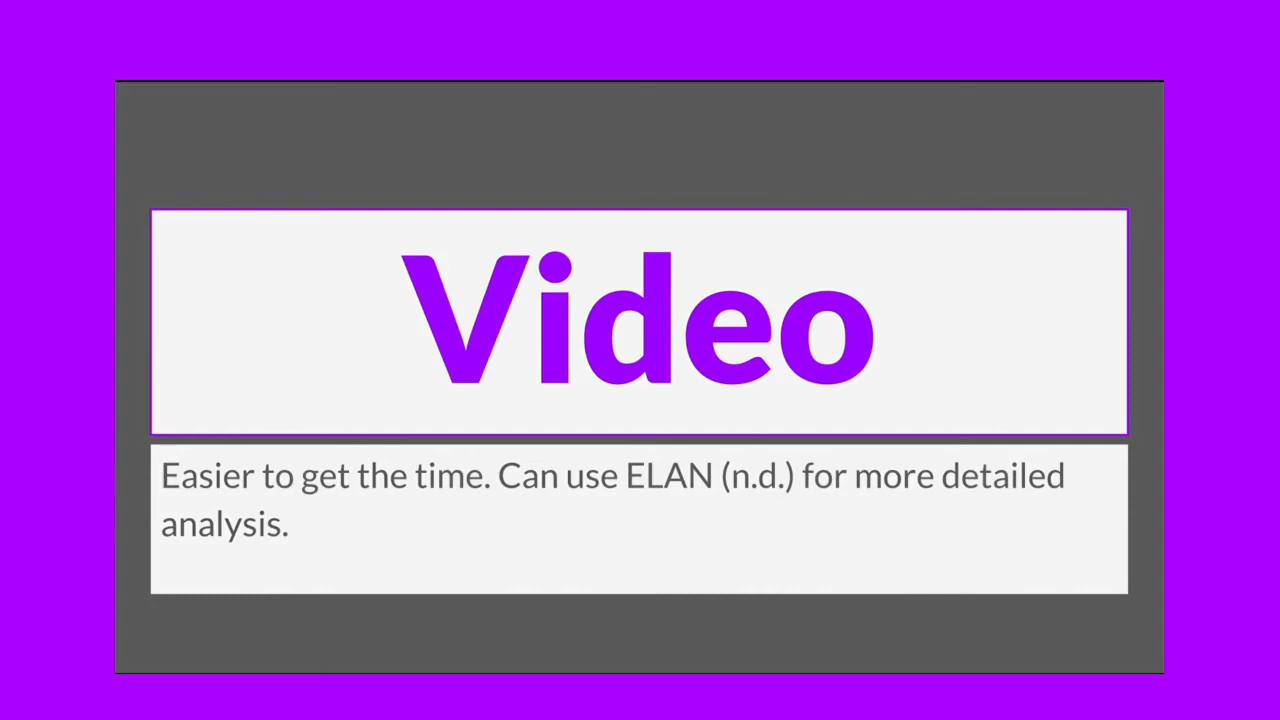 Video
Easier to get the time. Can use ELAN (n.d.) for more detailed
analysis.